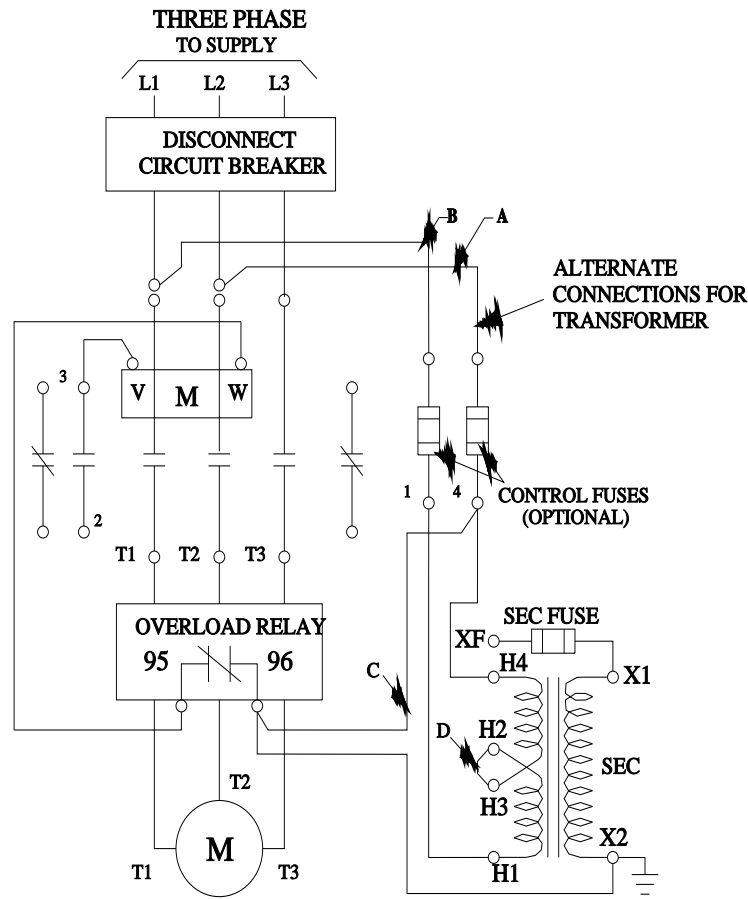 THREE PHASE
TO SUPPLY
L1 L2 L3
DISCONNECT
CIRCUIT BREAKER
B A
ALTERNATE
CONNECTIONS FOR
TRANSFORMER
3
V M W
1 4
CONTROL FUSES
(OPTIONAL)
2
T1 T2 T3
OVERLOAD RELAY
95 96
SEC FUSE
XF
H4 X1
C
D H2
SEC
H3
T2
M
X2
T1 T3
H1